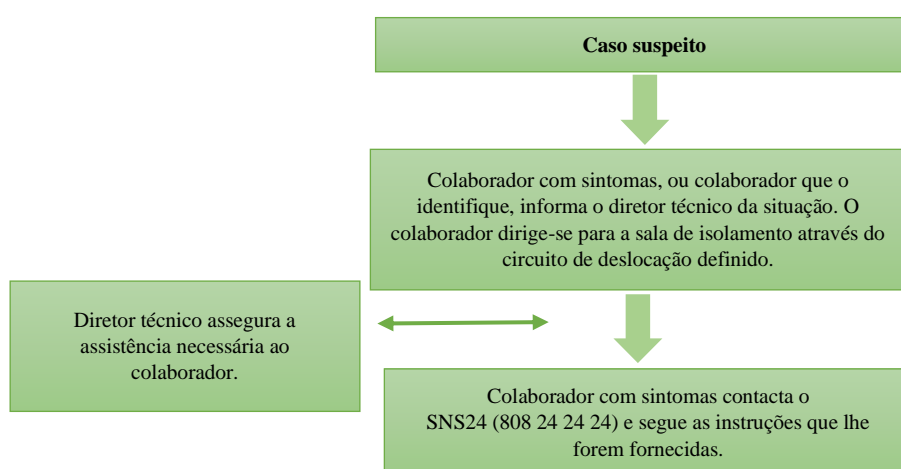 Caso suspeito
Colaborador com sintomas, ou colaborador que o
identifique, informa o diretor técnico da situação. O
colaborador dirige-se para a sala de isolamento através do
circuito de deslocação definido.
Diretor técnico assegura a
assistência necessária ao
colaborador.
Colaborador com sintomas contacta o
SNS24 (808 24 24 24) e segue as instruções que lhe
forem fornecidas.